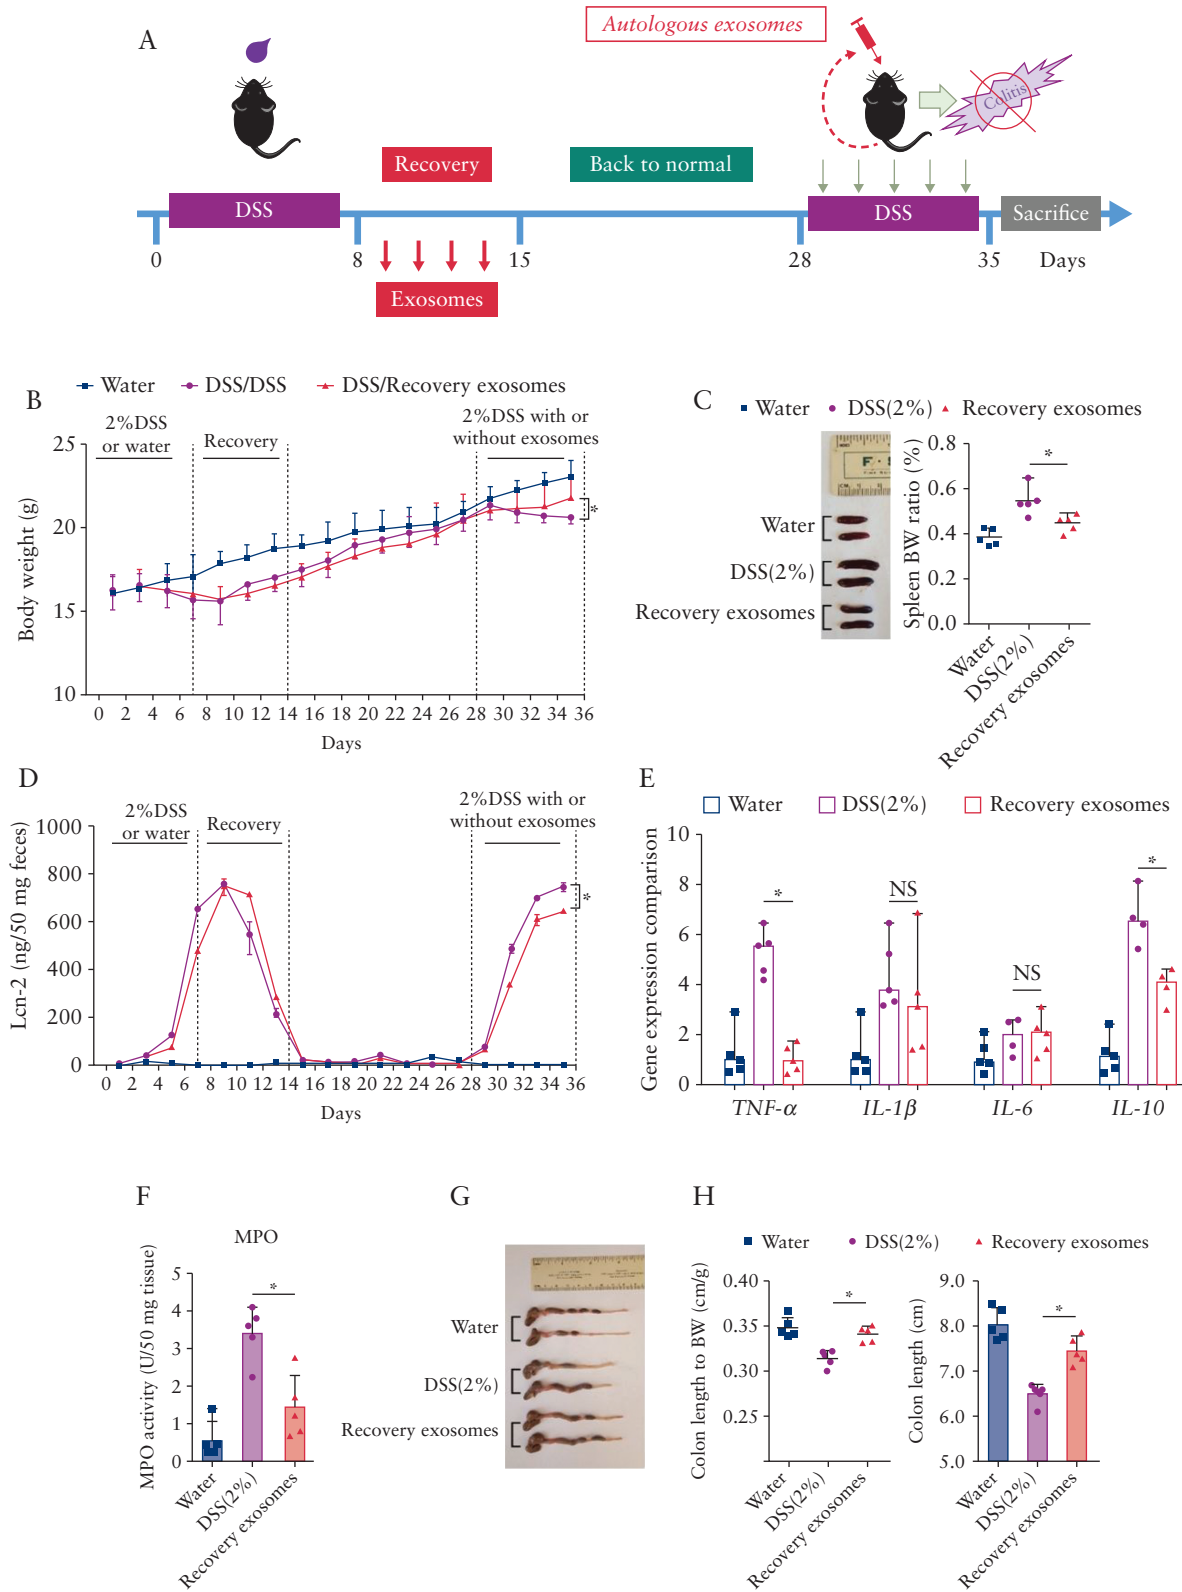 A
Autologous exosomes
Colitis
Recovery
Back to normal
DSS
DSS
Sacrifice
0
8
15
28
35
Days
Exosomes
B
Water
DSS/DSS
DSS/Recovery exosomes
2%DSS
or water
Recovery
2%DSS with or
without exosomes
Body weight (g)
25
20
15
10
0 2 4 6 8 10 12 14 16 18 20 22 24 26 28 30 32 34 36
Days
*
C
Water
DSS(2%)
Recovery exosomes
Water
DSS(2%)
Recovery exosomes
Spleen BW ratio (%)
0.8
0.6
0.4
0.2
0.0
*
Water
DSS(2%)
Recovery exosomes
D
2%DSS
or water
Recovery
2%DSS with or
without exosomes
Lcn-2 (ng/50 mg feces)
1000
800
600
400
200
0
0 2 4 6 8 10 12 14 16 18 20 22 24 26 28 30 32 34 36
Days
*
E
Water
DSS(2%)
Recovery exosomes
Gene expression comparison
10
8
6
4
2
0
*
NS
NS
*
TNF-α
IL-1β
IL-6
IL-10
F
MPO
MPO activity (U/50 mg tissue)
5
4
3
2
1
0
*
Water
DSS(2%)
Recovery exosomes
G
Water
DSS(2%)
Recovery exosomes
H
Water
DSS(2%)
Recovery exosomes
Colon length to BW (cm/g)
0.40
0.35
0.30
0.25
*
Water
DSS(2%)
Recovery exosomes
Colon length (cm)
9.0
8.0
7.0
6.0
5.0
*
Water
DSS(2%)
Recovery exosomes